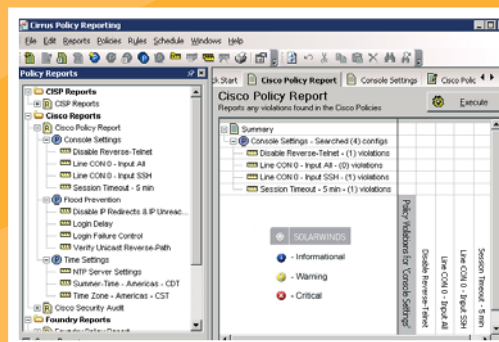 Cirrus Policy Reporting
File Edit Reports Policies Rules Schedule Windows Help
Policy Reports
CISP Reports
CISP Reports
Cisco Reports
Cisco Policy Report
Console Settings
Disable Reverse-Telnet
Line CON 0 - Input All
Line CON 0 - Input SSH
Session Timeout - 5 min
Flood Prevention
Disable IP Redirects & IP Unreac...
Login Delay
Login Failure Control
Verify Unicast Reverse-Path
Time Settings
NTP Server Settings
Summer-Time - Americas - CDT
Time Zone - Americas - CST
Cisco Security Audit
Foundry Reports
Foundry Policy Report
k Start Cisco Policy Report Console Settings Cisco Polic
Cisco Policy Report
Reports any violations found in the Cisco Policies
Execute
Summary
Console Settings - Searched (4) configs
Disable Reverse-Telnet - (1) violations
Line CON 0 - Input All - (0) violations
Line CON 0 - Input SSH - (1) violations
Session Timeout - 5 min - (1) violations
SOLARWINDS
- Informational
- Warning
- Critical
Policy Violations for 'Console Settings'
Disable Reverse-Telnet
Line CON 0 - Input All
Line CON 0 - Input SSH
Session Timeout - 5 min